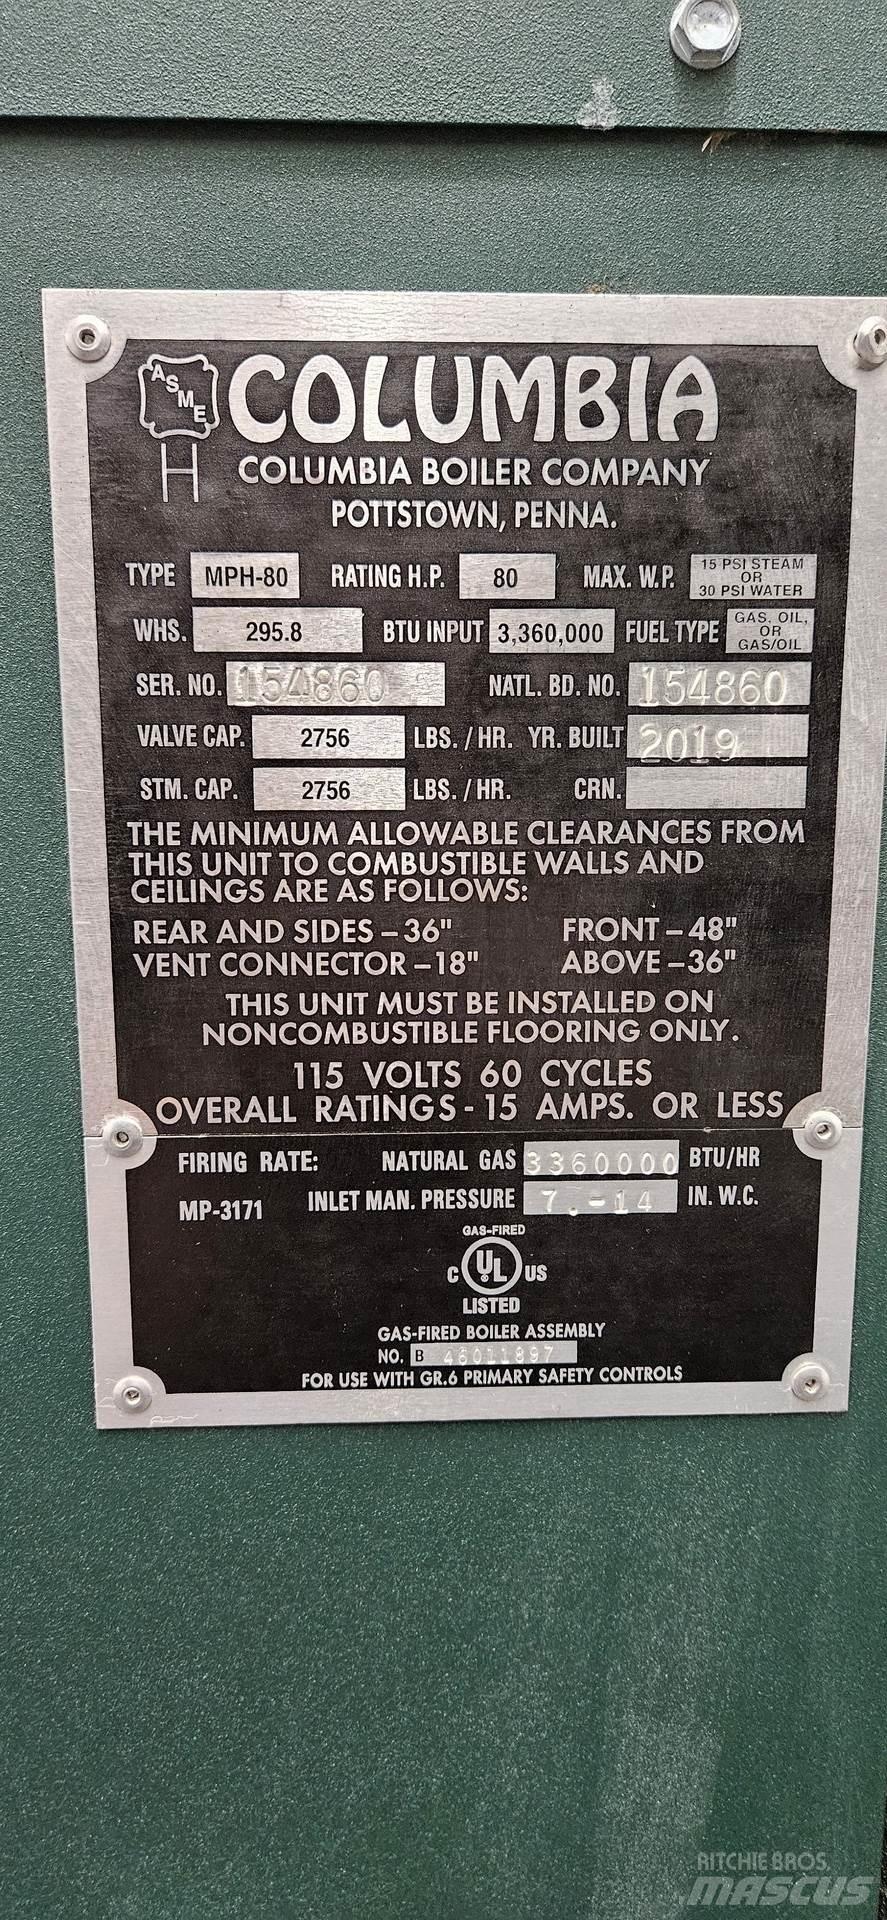 ASME COLUMBIA
H COLUMBIA BOILER COMPANY
POTTSTOWN, PENNA.
TYPE MPH-80 RATING H.P. 80 MAX. W.P. 15 PSI STEAM OR 30 PSI WATER
WHS. 295.8 BTU INPUT 3,360,000 FUEL TYPE GAS, OIL, OR GAS/OIL
SER. NO. 154860 NATL. BD. NO. 154860
VALVE CAP. 2756 LBS. / HR. YR. BUILT 2019
STM. CAP. 2756 LBS. / HR. CRN.
THE MINIMUM ALLOWABLE CLEARANCES FROM
THIS UNIT TO COMBUSTIBLE WALLS AND
CEILINGS ARE AS FOLLOWS:
REAR AND SIDES – 36" FRONT – 48"
VENT CONNECTOR – 18" ABOVE – 36"
THIS UNIT MUST BE INSTALLED ON
NONCOMBUSTIBLE FLOORING ONLY.
115 VOLTS 60 CYCLES
OVERALL RATINGS - 15 AMPS. OR LESS
FIRING RATE: NATURAL GAS 3360000 BTU/HR
MP-3171 INLET MAN. PRESSURE 7.-14 IN. W.C.
GAS-FIRED
C UL US
LISTED
GAS-FIRED BOILER ASSEMBLY
NO. B 46011897
FOR USE WITH GR.6 PRIMARY SAFETY CONTROLS
RITCHIE BROS.
MASCUS